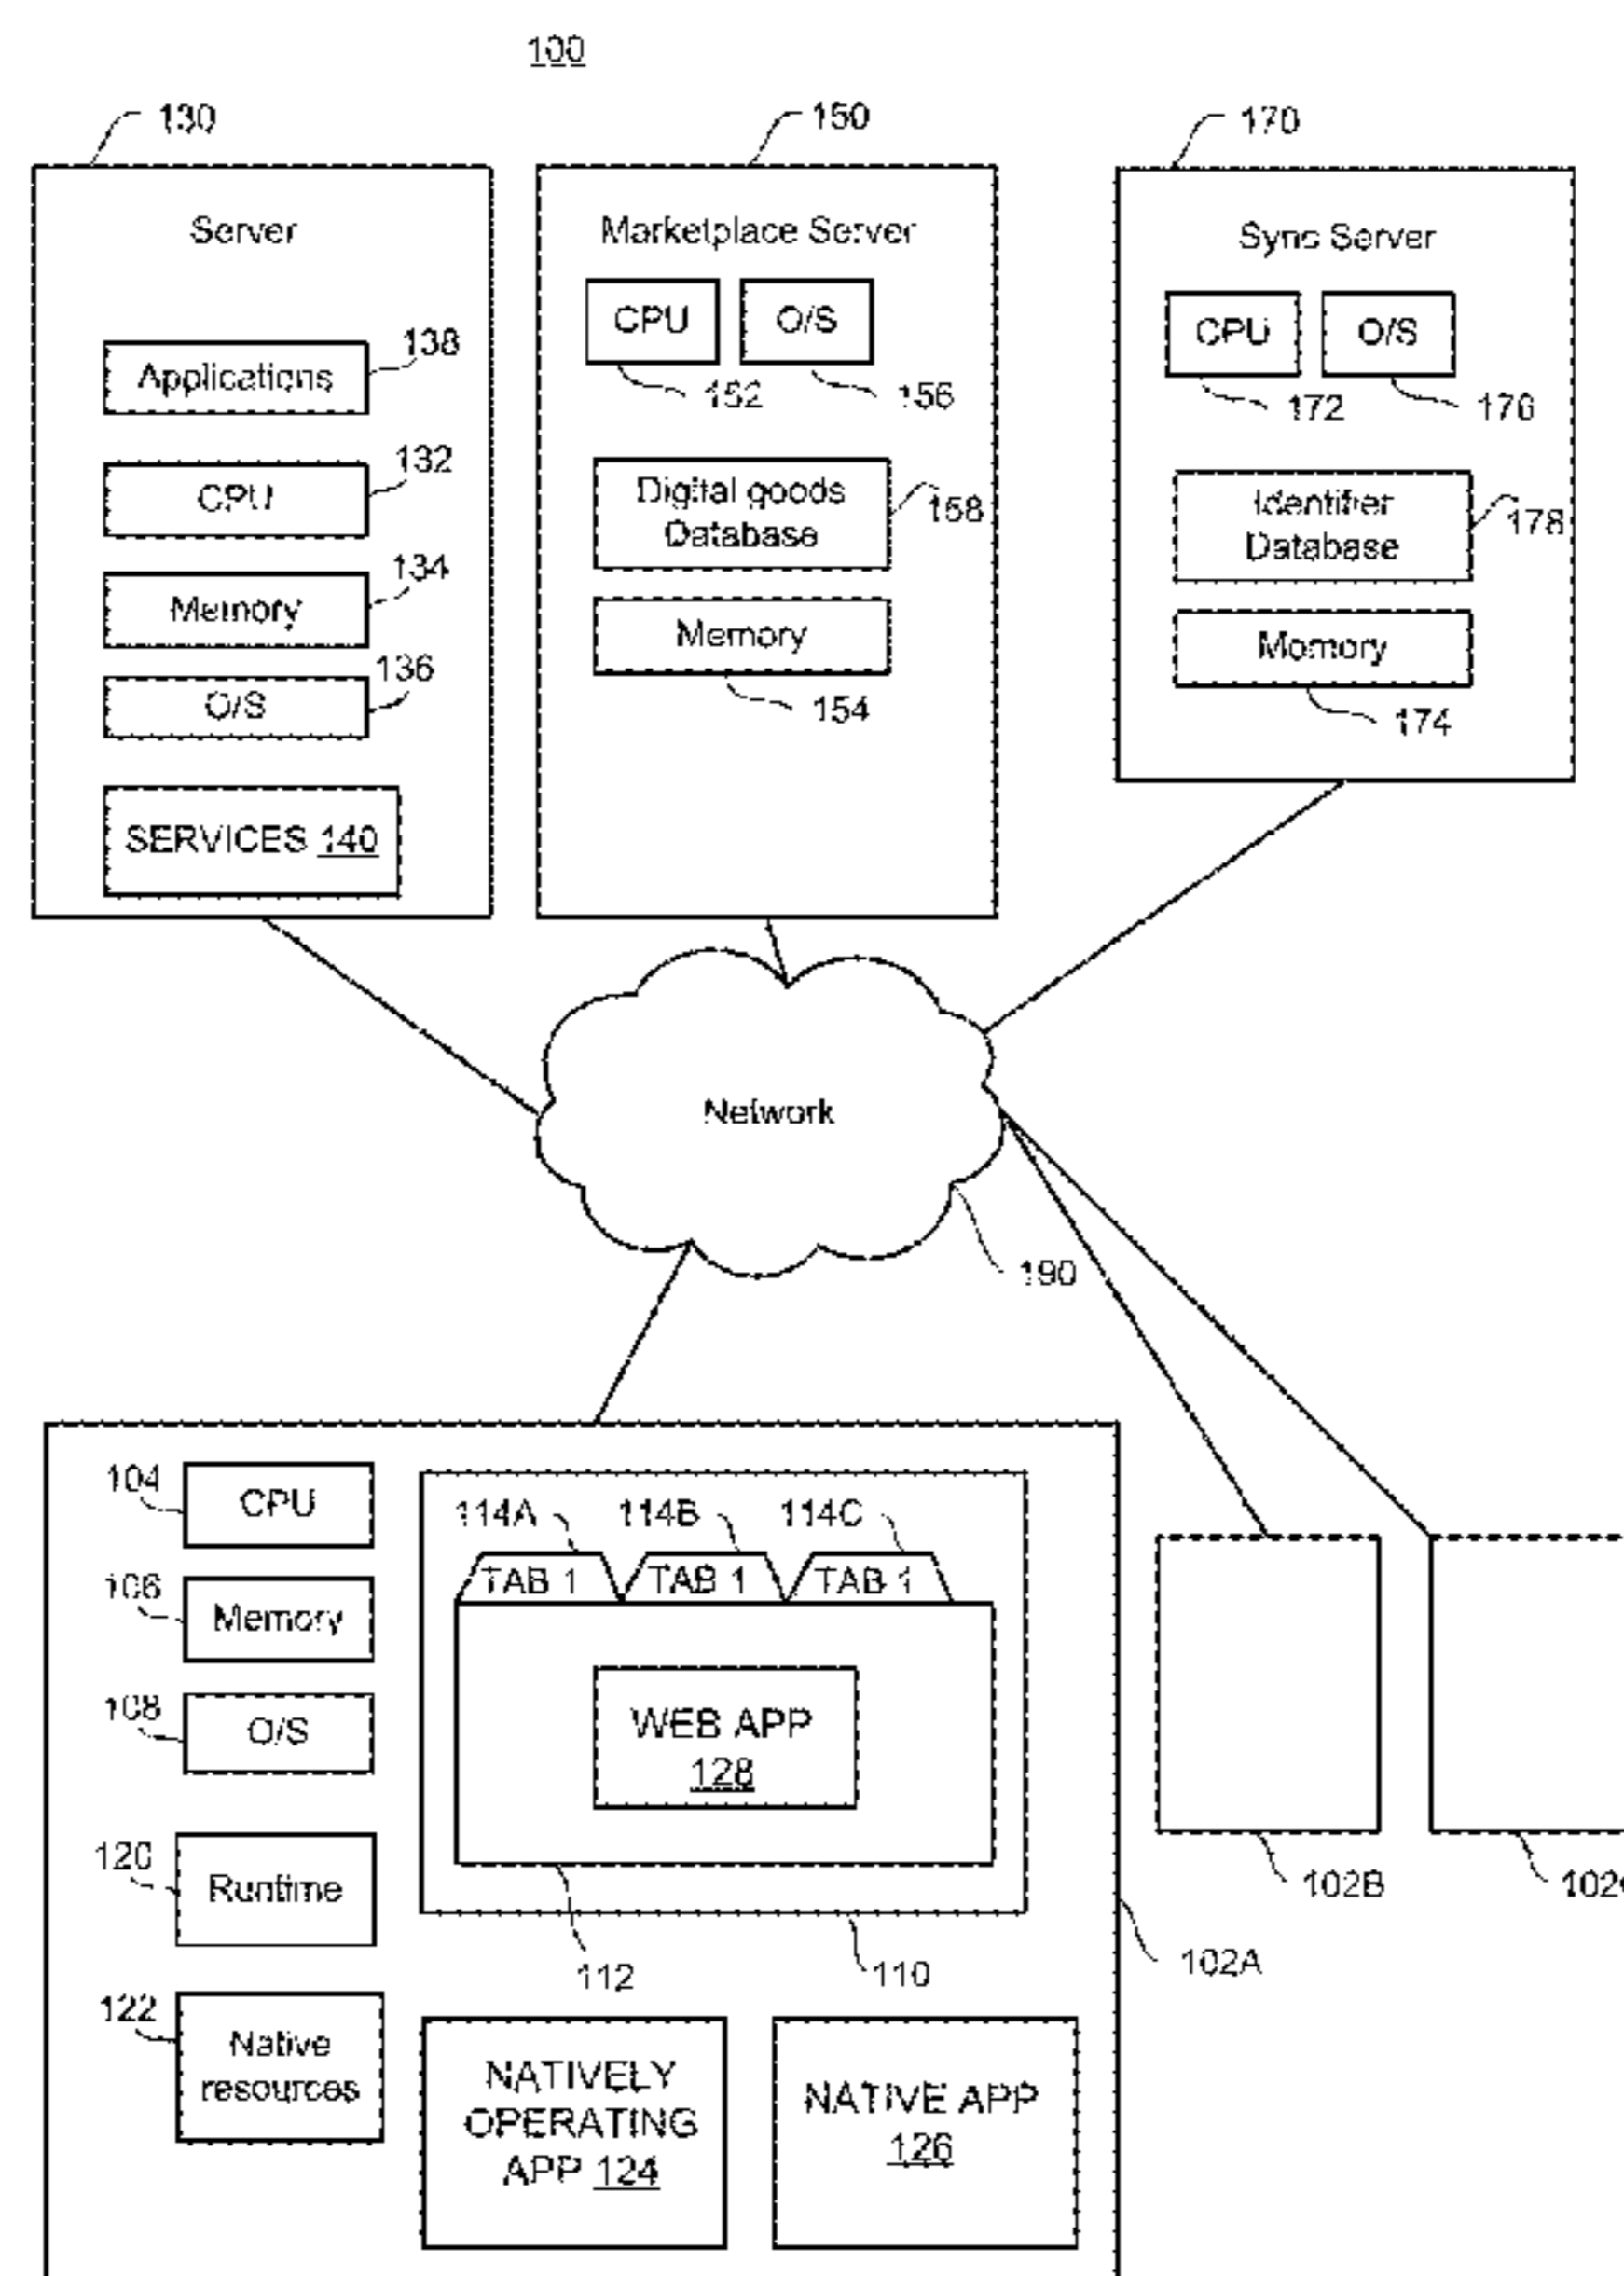 100
130
150
170
Server
Marketplace Server
Sync Server
CPU
O/S
CPU
O/S
Applications
138
152
156
172
176
CPU
132
Digital goods
Database
158
Identifier
Database
178
Memory
134
Memory
154
Memory
174
O/S
136
SERVICES 140
Network
190
104
CPU
106
Memory
108
O/S
120
Runtime
122
Native
resources
114A
114B
114C
TAB 1
TAB 1
TAB 1
WEB APP
128
112
110
102A
102B
NATIVELY
OPERATING
APP 124
NATIVE APP
126